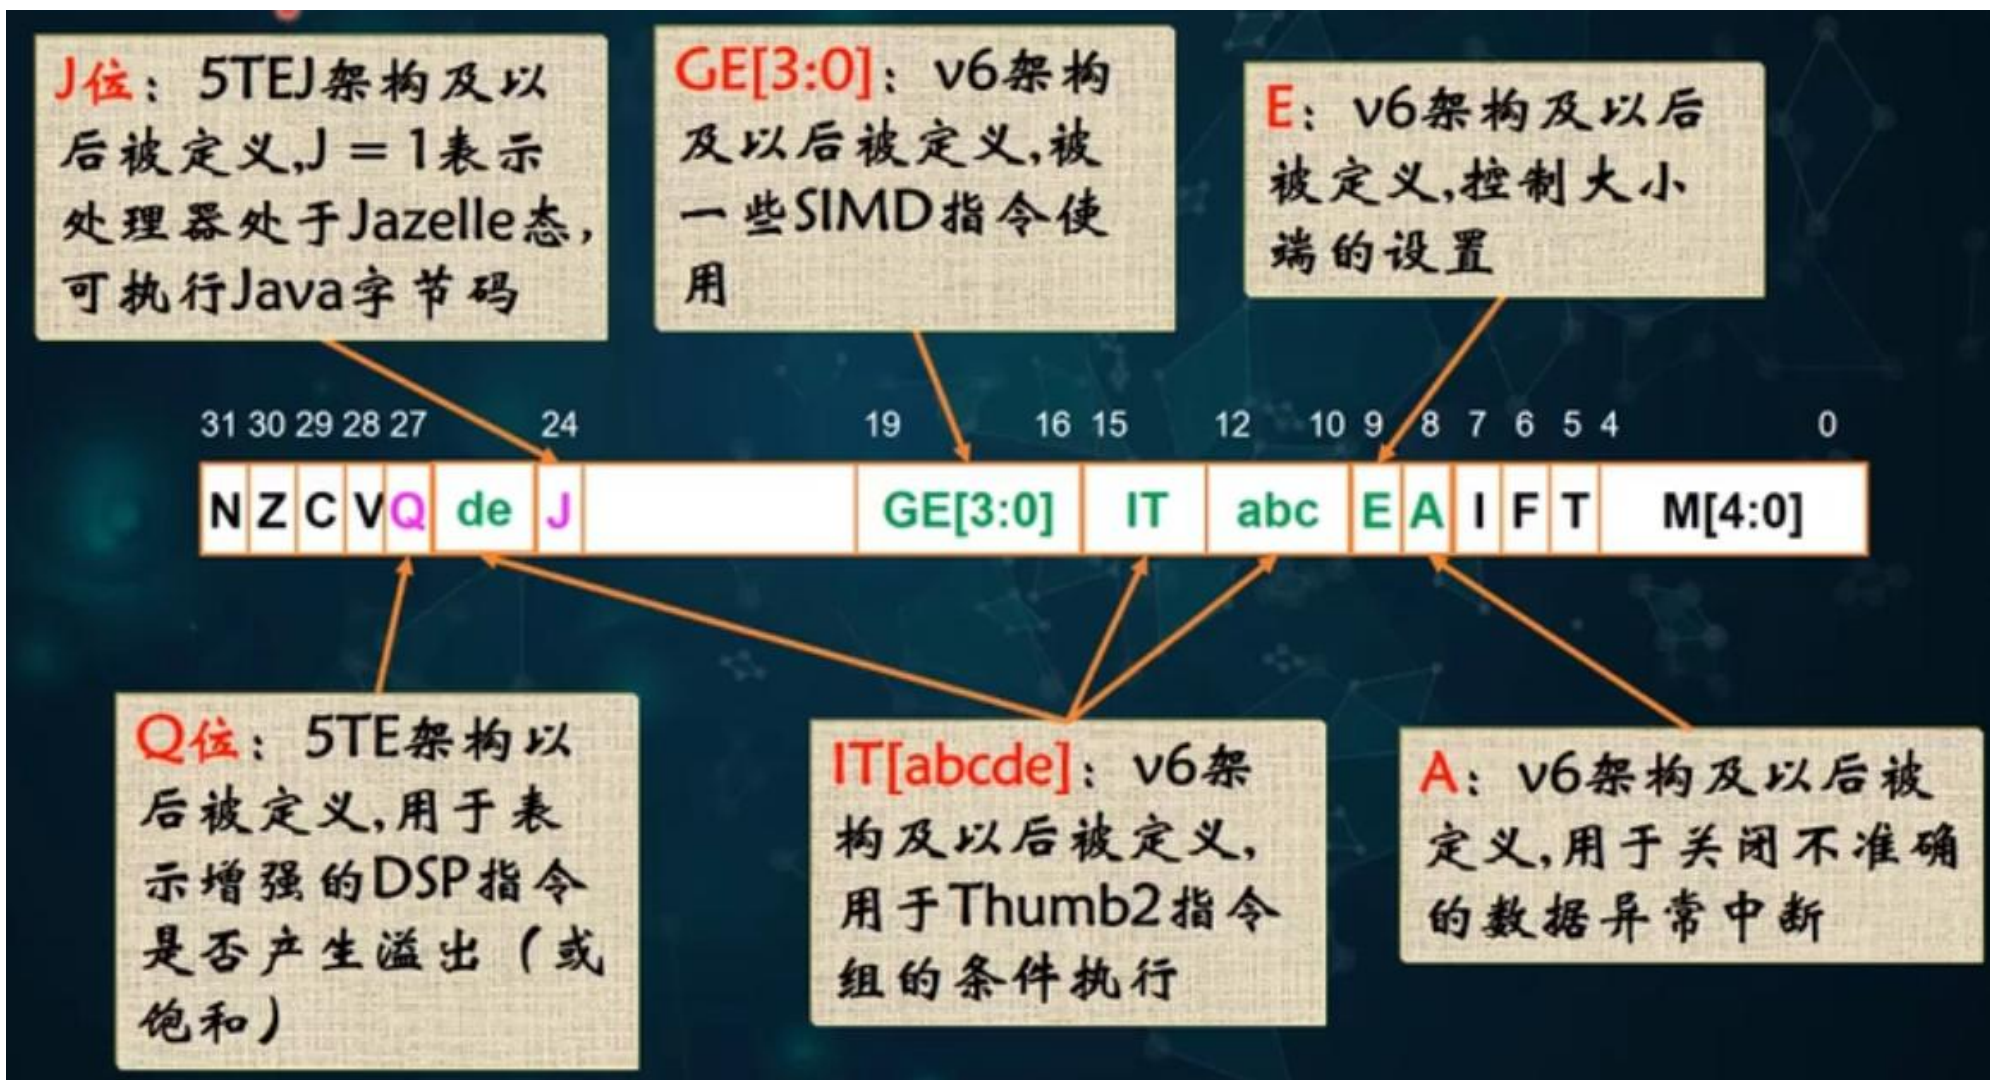 J位：5TEJ架构及以
后被定义,J = 1表示
处理器处于Jazelle态，
可执行Java字节码
GE[3:0]：v6架构
及以后被定义,被
一些SIMD指令使
用
E：v6架构及以后
被定义,控制大小
端的设置
31 30 29 28 27 24 19 16 15 12 10 9 8 7 6 5 4 0
N Z C V Q de J GE[3:0] IT abc E A I F T M[4:0]
Q位：5TE架构以
后被定义,用于表
示增强的DSP指令
是否产生溢出（或
饱和）
IT[abcde]：v6架
构及以后被定义，
用于Thumb2指令
组的条件执行
A：v6架构及以后被
定义,用于关闭不准确
的数据异常中断